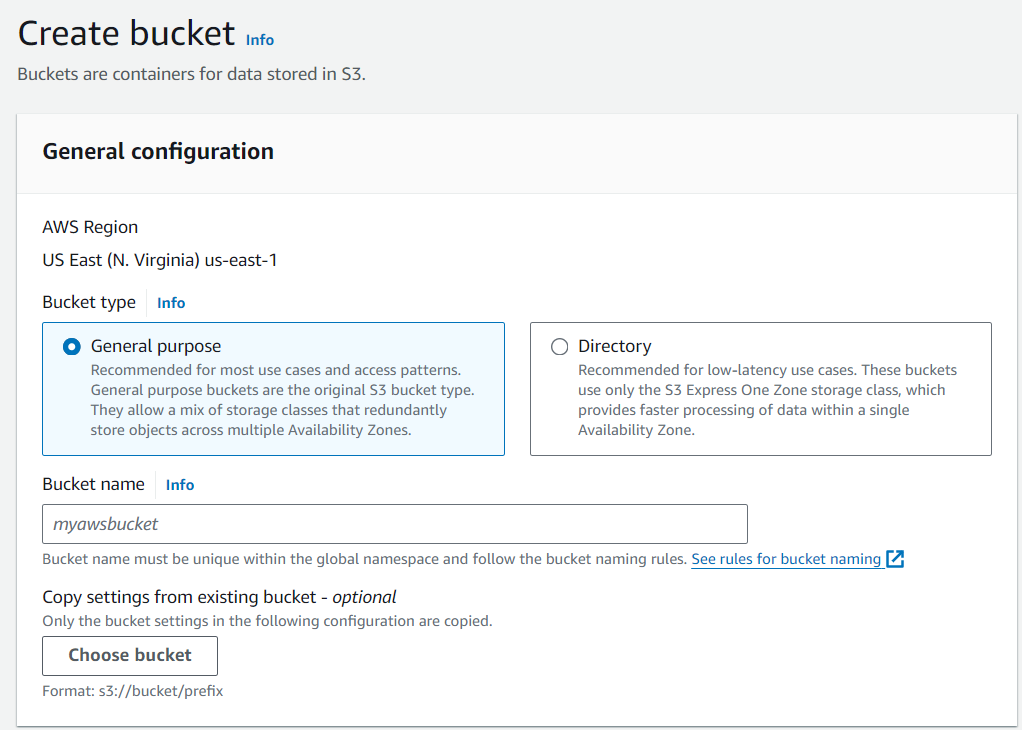 Create bucket Info
Buckets are containers for data stored in S3.
General configuration
AWS Region
US East (N. Virginia) us-east-1
Bucket type Info
General purpose
Recommended for most use cases and access patterns.
General purpose buckets are the original S3 bucket type.
They allow a mix of storage classes that redundantly
store objects across multiple Availability Zones.
Directory
Recommended for low-latency use cases. These buckets
use only the S3 Express One Zone storage class, which
provides faster processing of data within a single
Availability Zone.
Bucket name Info
myawsbucket
Bucket name must be unique within the global namespace and follow the bucket naming rules. See rules for bucket naming
Copy settings from existing bucket - optional
Only the bucket settings in the following configuration are copied.
Choose bucket
Format: s3://bucket/prefix